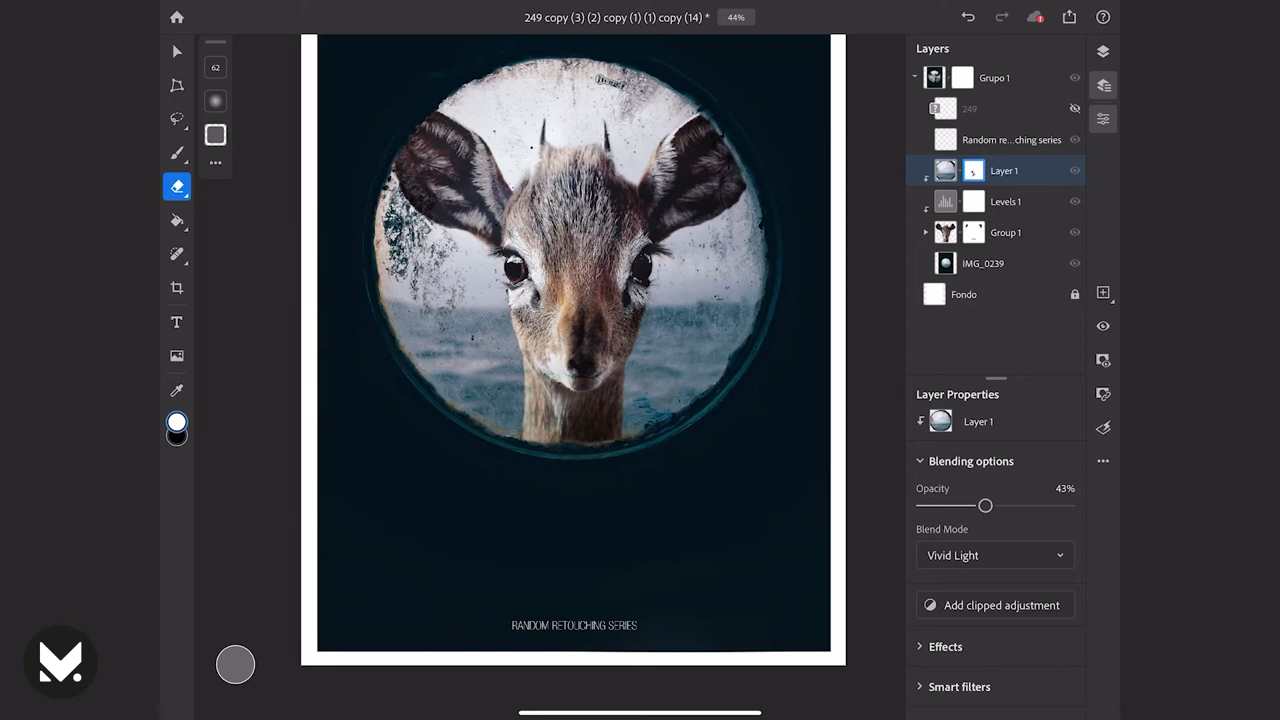 249 copy (3) (2) copy (1) (1) copy (14) *
44%
62
RANDOM RETOUCHING SERIES
Layers
Grupo 1
249
Random re...ching series
Layer 1
Levels 1
Group 1
IMG_0239
Fondo
Layer Properties
Layer 1
Blending options
Opacity
43%
Blend Mode
Vivid Light
Add clipped adjustment
Effects
Smart filters